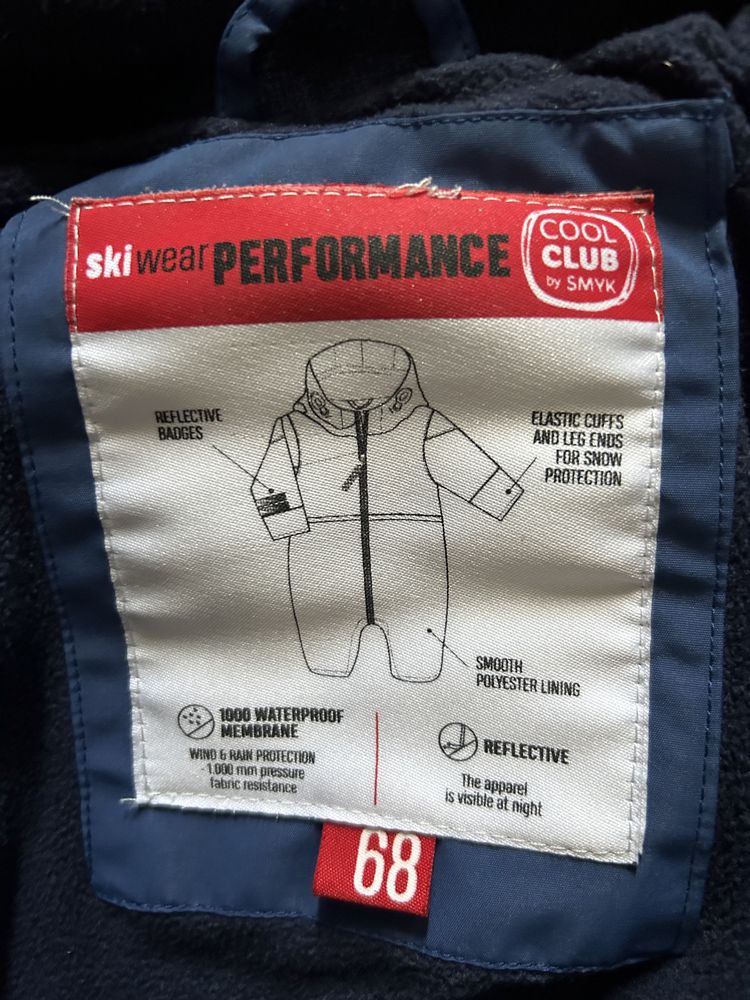 skiwear PERFORMANCE
COOL
CLUB
by SMYK
REFLECTIVE
BADGES
ELASTIC CUFFS
AND LEG ENDS
FOR SNOW
PROTECTION
SMOOTH
POLYESTER LINING
1000 WATERPROOF
MEMBRANE
WIND & RAIN PROTECTION
-1.000 mm pressure
fabric resistance
REFLECTIVE
The apparel
is visible at night
68